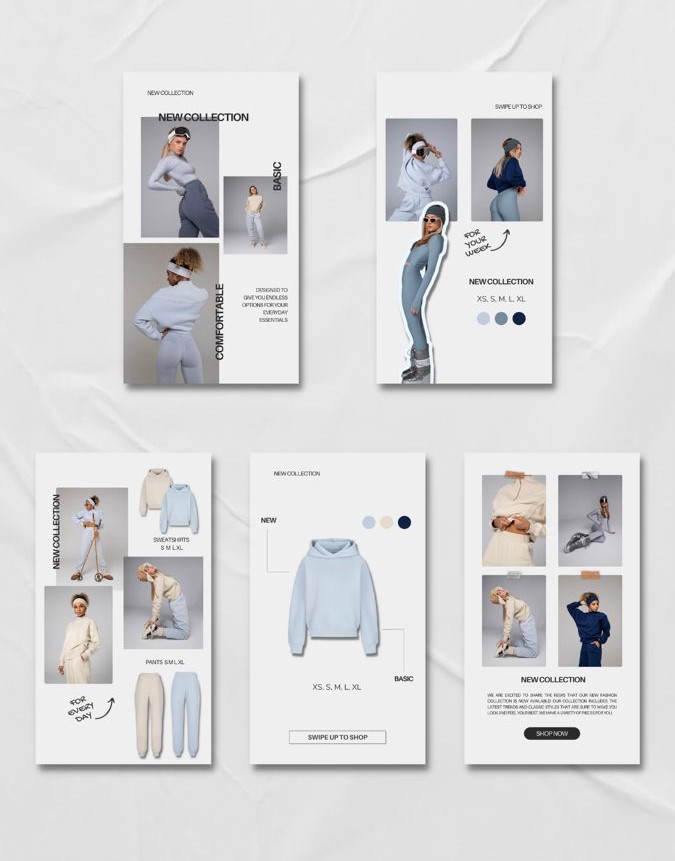 NEW COLLECTION
NEW COLLECTION
BASIC
COMFORTABLE
DESIGNED TO
GIVE YOU ENDLESS
OPTIONS FOR YOUR
EVERYDAY
ESSENTIALS
SWIPE UP TO SHOP
FOR
YOUR
WEEK
NEW COLLECTION
XS, S, M, L, XL
NEW COLLECTION
SWEATSHIRTS
S M L XL
PANTS S M L XL
FOR
EVERY
DAY
NEW COLLECTION
NEW
BASIC
XS, S, M, L, XL
SWIPE UP TO SHOP
NEW COLLECTION
WE ARE EXCITED TO SHARE THE NEWS THAT OUR NEW FASHION
COLLECTION IS NOW AVAILABLE! OUR COLLECTION INCLUDES THE
LATEST TRENDS AND CLASSIC STYLES THAT ARE SURE TO MAKE YOU
LOOK AND FEEL YOUR BEST. WE HAVE A VARIETY OF PIECES FOR YOU.
SHOP NOW